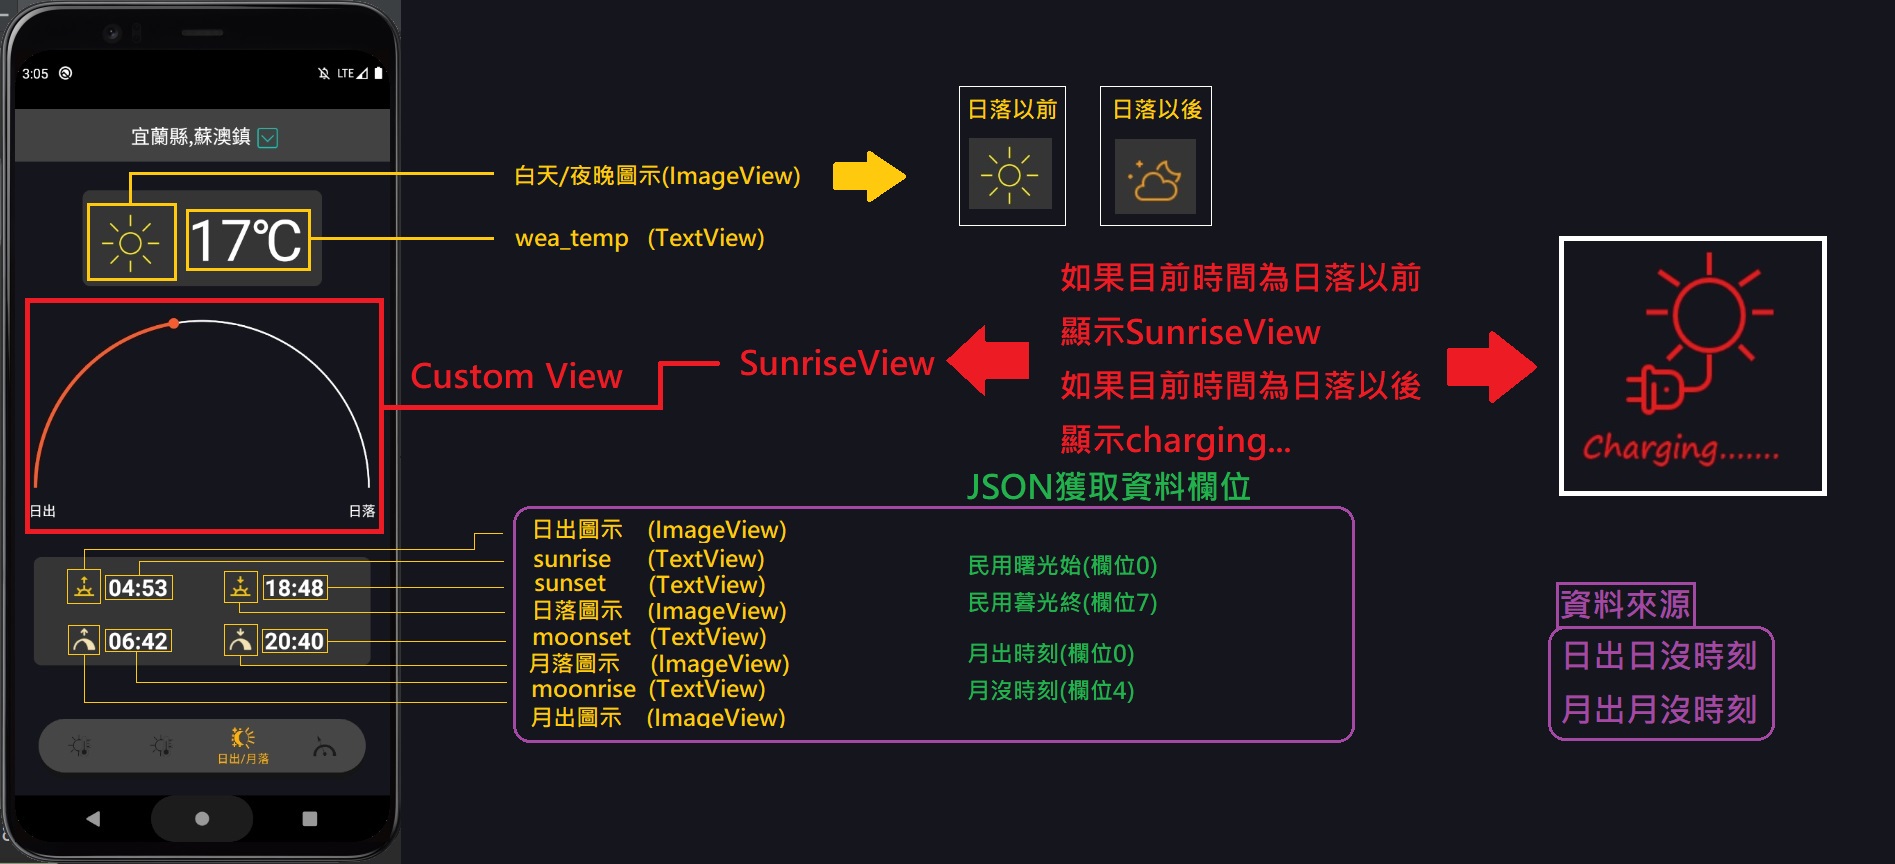 3:05
LTE
宜蘭縣,蘇澳鎮
17℃
日出
日落
04:53
18:48
06:42
20:40
日出/月落
白天/夜晚圖示(ImageView)
wea_temp (TextView)
日落以前
日落以後
Custom View
SunriseView
如果目前時間為日落以前
顯示SunriseView
如果目前時間為日落以後
顯示charging...
Charging.......
JSON獲取資料欄位
日出圖示 (ImageView)
sunrise (TextView)
sunset (TextView)
日落圖示 (ImageView)
moonset (TextView)
月落圖示 (ImageView)
moonrise (TextView)
月出圖示 (ImageView)
民用曙光始(欄位0)
民用暮光終(欄位7)
月出時刻(欄位0)
月沒時刻(欄位4)
資料來源
日出日沒時刻
月出月沒時刻